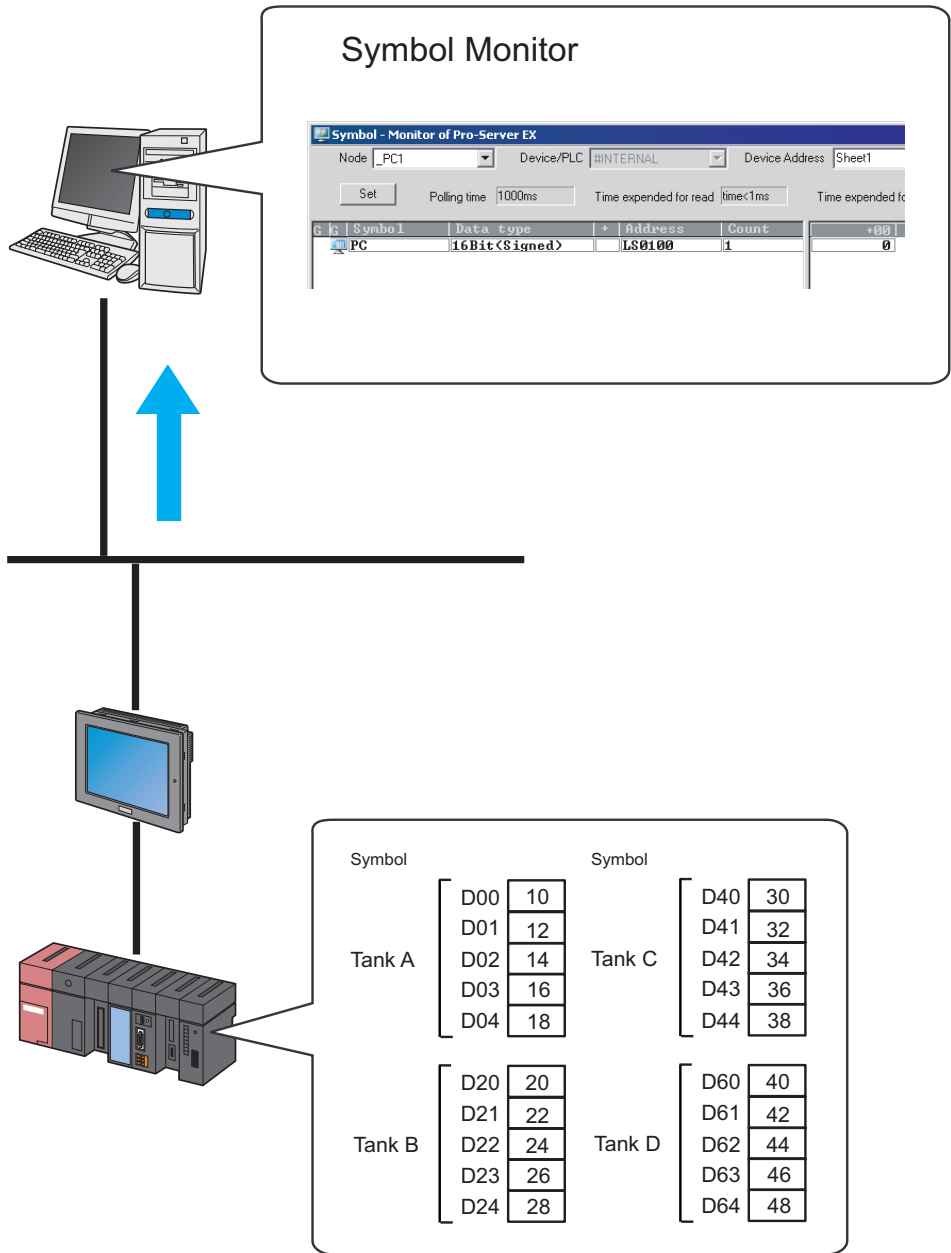 Symbol Monitor
Symbol - Monitor of Pro-Server EX
Node _PC1 Device/PLC #INTERNAL Device Address Sheet1
Set Polling time 1000ms Time expended for read time<1ms Time expended fo
G G Symbol Data type + Address Count +00
PC 16Bit<Signed> LS0100 1 0
Symbol Symbol
D00 10 D40 30
D01 12 D41 32
Tank A D02 14 Tank C D42 34
D03 16 D43 36
D04 18 D44 38
D20 20 D60 40
D21 22 D61 42
Tank B D22 24 Tank D D62 44
D23 26 D63 46
D24 28 D64 48